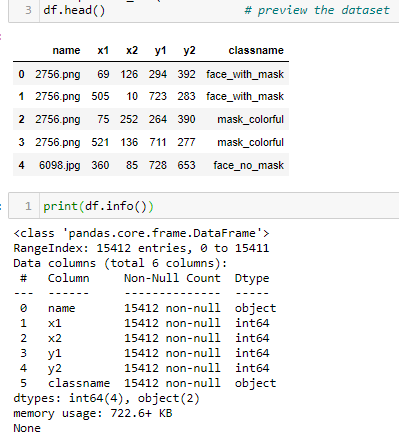 3 df.head() # preview the dataset
name x1 x2 y1 y2 classname
0 2756.png 69 126 294 392 face_with_mask
1 2756.png 505 10 723 283 face_with_mask
2 2756.png 75 252 264 390 mask_colorful
3 2756.png 521 136 711 277 mask_colorful
4 6098.jpg 360 85 728 653 face_no_mask
1 print(df.info())
<class 'pandas.core.frame.DataFrame'>
RangeIndex: 15412 entries, 0 to 15411
Data columns (total 6 columns):
# Column Non-Null Count Dtype
--- ------ -------------- -----
0 name 15412 non-null object
1 x1 15412 non-null int64
2 x2 15412 non-null int64
3 y1 15412 non-null int64
4 y2 15412 non-null int64
5 classname 15412 non-null object
dtypes: int64(4), object(2)
memory usage: 722.6+ KB
None